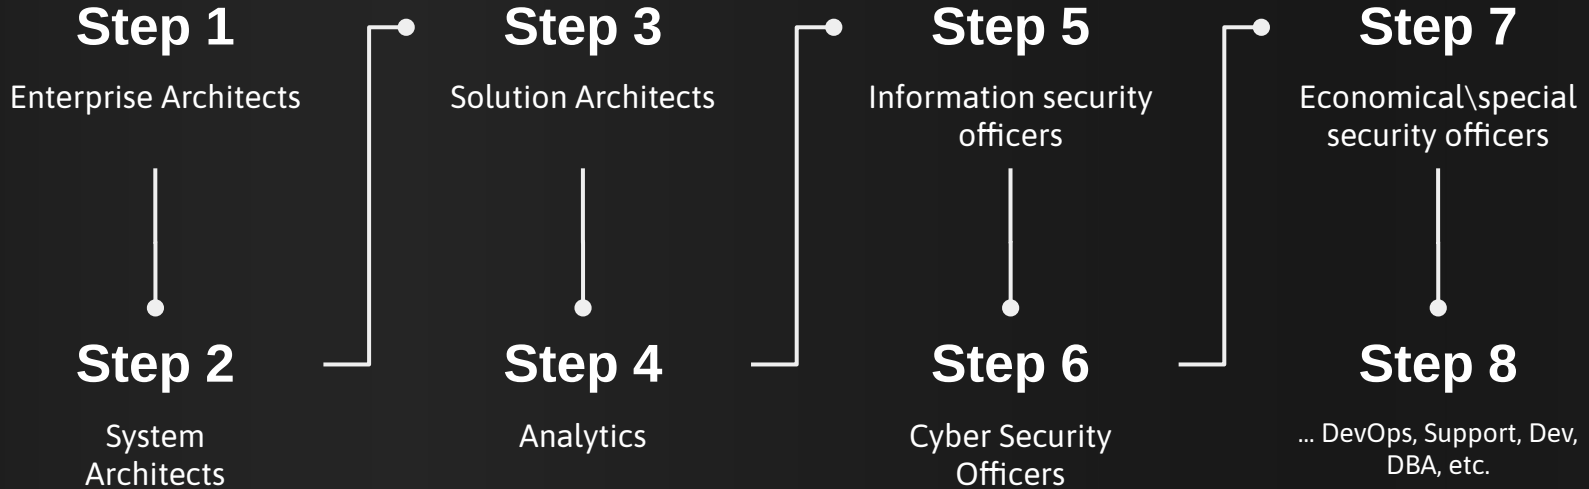 Step 1
Enterprise Architects
Step 2
System
Architects
Step 3
Solution Architects
Step 4
Analytics
Step 5
Information security
officers
Step 6
Cyber Security
Officers
Step 7
Economical\special
security officers
Step 8
... DevOps, Support, Dev,
DBA, etc.